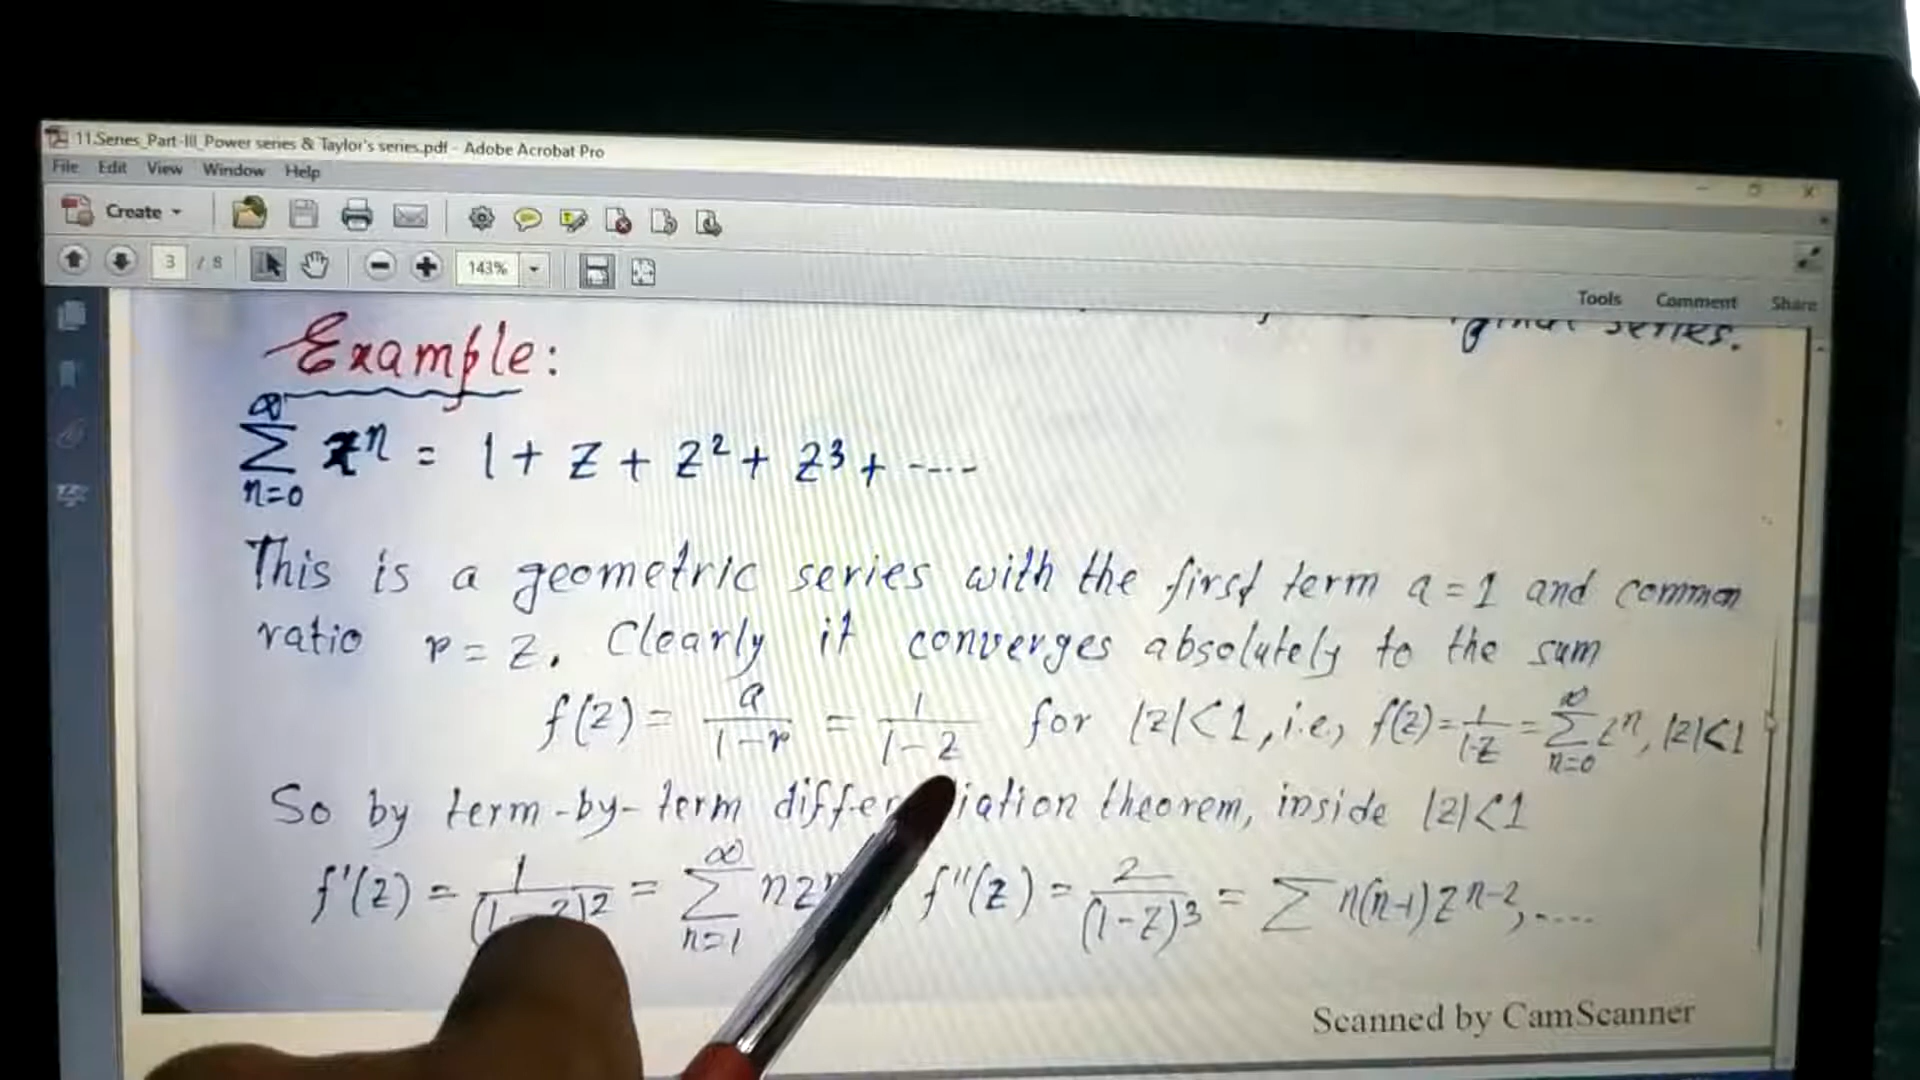 11.Series_Part-III_Power series & Taylor's series.pdf - Adobe Acrobat Pro
File Edit View Window Help
Create
3 / 8 143%
Tools Comment Share
series.
Example:
∞
∑ zⁿ = 1 + z + z² + z³ + ----
n=0
This is a geometric series with the first term a = 1 and common
ratio r = z. Clearly it converges absolutely to the sum
f(z) = a/(1-r) = 1/(1-z) for |z|<1, i.e, f(z) = 1/(1-z) = ∑_{n=0}^{∞} zⁿ, |z|<1
So by term-by-term differentiation theorem, inside |z|<1
f'(z) = 1/(1-z)² = ∑_{n=1}^{∞} nz f''(z) = 2/(1-z)³ = ∑ n(n-1)zⁿ⁻², ....
Scanned by CamScanner